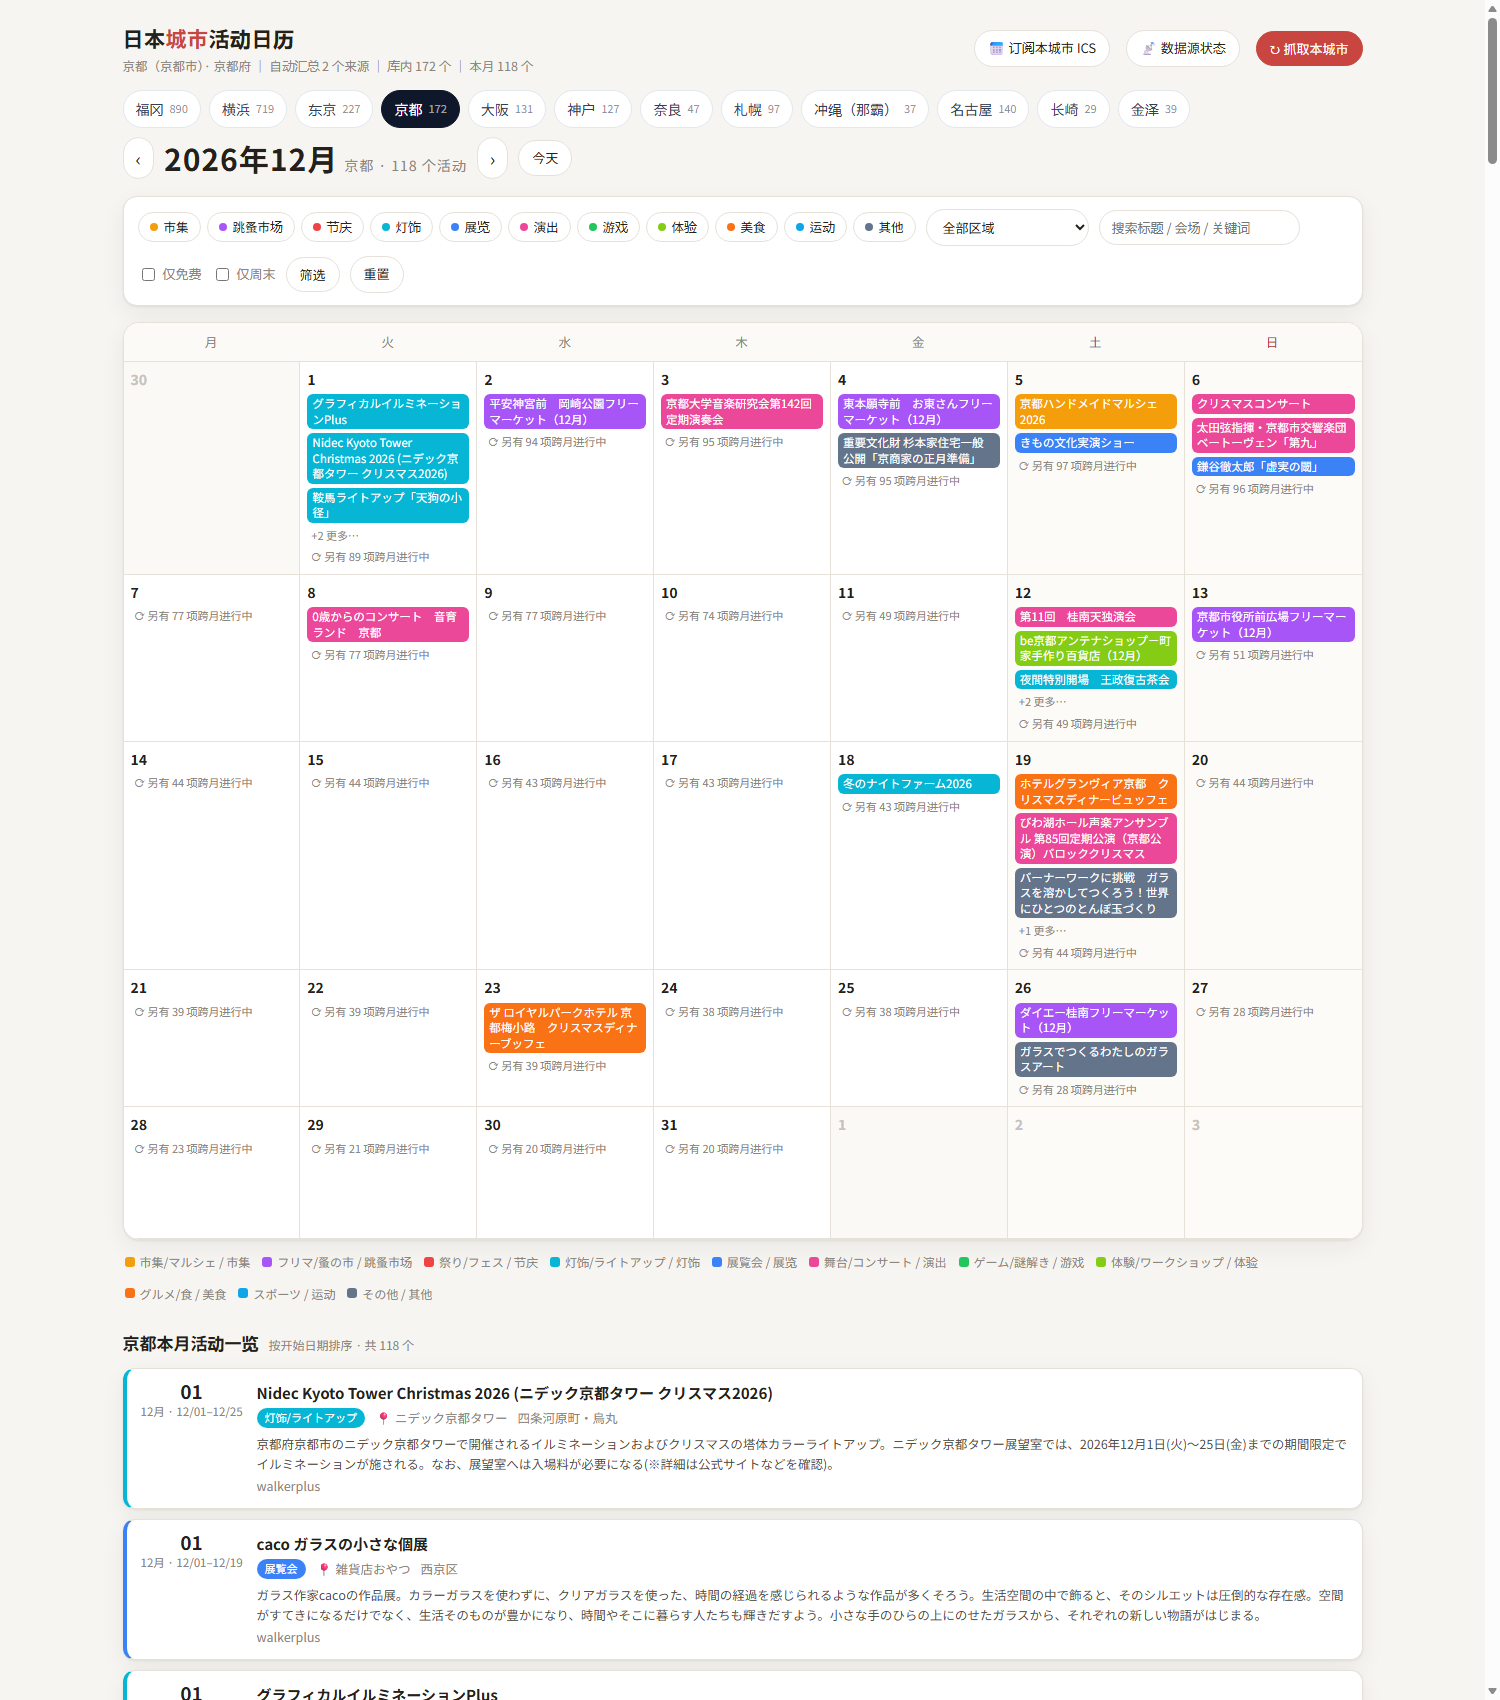 日本城市活动日历
京都（京都市）· 京都府 ｜ 自动汇总 2 个来源 ｜ 库内 172 个 ｜ 本月 118 个
订阅本城市 ICS
数据源状态
↻ 抓取本城市
福冈 890
横滨 719
东京 227
京都 172
大阪 131
神户 127
奈良 47
札幌 97
冲绳（那霸） 37
名古屋 140
长崎 29
金泽 39
‹
2026年12月 京都 · 118 个活动
›
今天
市集
跳蚤市场
节庆
灯饰
展览
演出
游戏
体验
美食
运动
其他
全部区域
搜索标题 / 会场 / 关键词
仅免费
仅周末
筛选
重置
月
火
水
木
金
土
日
30
1
グラフィカルイルミネーショ
ンPlus
Nidec Kyoto Tower
Christmas 2026 (ニデック京
都タワー クリスマス2026)
鞍馬ライトアップ「天狗の小
径」
+2 更多…
⟳ 另有 89 项跨月进行中
2
平安神宮前　岡崎公園フリー
マーケット（12月）
⟳ 另有 94 项跨月进行中
3
京都大学音楽研究会第142回
定期演奏会
⟳ 另有 95 项跨月进行中
4
東本願寺前　お東さんフリー
マーケット（12月）
重要文化財 杉本家住宅一般
公開「京商家の正月準備」
⟳ 另有 95 项跨月进行中
5
京都ハンドメイドマルシェ
2026
きもの文化実演ショー
⟳ 另有 97 项跨月进行中
6
クリスマスコンサート
太田弦指揮・京都市交響楽団
ベートーヴェン「第九」
鎌谷徹太郎「虚実の閾」
⟳ 另有 96 项跨月进行中
7
⟳ 另有 77 项跨月进行中
8
0歳からのコンサート　音育
ランド　京都
⟳ 另有 77 项跨月进行中
9
⟳ 另有 77 项跨月进行中
10
⟳ 另有 74 项跨月进行中
11
⟳ 另有 49 项跨月进行中
12
第11回　桂南天独演会
be京都アンテナショップ－町
家手作り百貨店（12月）
夜間特別開場　王政復古茶会
+2 更多…
⟳ 另有 49 项跨月进行中
13
京都市役所前広場フリーマー
ケット（12月）
⟳ 另有 51 项跨月进行中
14
⟳ 另有 44 项跨月进行中
15
⟳ 另有 44 项跨月进行中
16
⟳ 另有 43 项跨月进行中
17
⟳ 另有 43 项跨月进行中
18
冬のナイトファーム2026
⟳ 另有 43 项跨月进行中
19
ホテルグランヴィア京都　ク
リスマスディナービュッフェ
びわ湖ホール声楽アンサンブ
ル 第85回定期公演（京都公
演）バロッククリスマス
バーナーワークに挑戦　ガラ
スを溶かしてつくろう！世界
にひとつのとんぼ玉づくり
+1 更多…
⟳ 另有 44 项跨月进行中
20
⟳ 另有 44 项跨月进行中
21
⟳ 另有 39 项跨月进行中
22
⟳ 另有 39 项跨月进行中
23
ザ ロイヤルパークホテル 京
都梅小路　クリスマスディナ
ーブッフェ
⟳ 另有 39 项跨月进行中
24
⟳ 另有 38 项跨月进行中
25
⟳ 另有 38 项跨月进行中
26
ダイエー桂南フリーマーケッ
ト（12月）
ガラスでつくるわたしのガラ
スアート
⟳ 另有 28 项跨月进行中
27
⟳ 另有 28 项跨月进行中
28
⟳ 另有 23 项跨月进行中
29
⟳ 另有 21 项跨月进行中
30
⟳ 另有 20 项跨月进行中
31
⟳ 另有 20 项跨月进行中
1
2
3
市集/マルシェ / 市集
フリマ/蚤の市 / 跳蚤市场
祭り/フェス / 节庆
灯饰/ライトアップ / 灯饰
展覧会 / 展览
舞台/コンサート / 演出
ゲーム/謎解き / 游戏
体験/ワークショップ / 体验
グルメ/食 / 美食
スポーツ / 运动
その他 / 其他
京都本月活动一览 按开始日期排序 · 共 118 个
01
12月 · 12/01–12/25
Nidec Kyoto Tower Christmas 2026 (ニデック京都タワー クリスマス2026)
灯饰/ライトアップ 📍 ニデック京都タワー 四条河原町・烏丸
京都府京都市のニデック京都タワーで開催されるイルミネーションおよびクリスマスの塔体カラーライトアップ。ニデック京都タワー展望室では、2026年12月1日(火)～25日(金)までの期間限定で
イルミネーションが施される。なお、展望室へは入場料が必要になる(※詳細は公式サイトなどを確認)。
walkerplus
01
12月 · 12/01–12/19
caco ガラスの小さな個展
展覧会 📍 雑貨店おやつ 西京区
ガラス作家cacoの作品展。カラーガラスを使わずに、クリアガラスを使った、時間の経過を感じられるような作品が多くそろう。生活空間の中で飾ると、そのシルエットは圧倒的な存在感。空間
がすてきになるだけでなく、生活そのものが豊かになり、時間やそこに暮らす人たちも輝きだすよう。小さな手のひらの上にのせたガラスから、それぞれの新しい物語がはじまる。
walkerplus
01
グラフィカルイルミネーションPlus